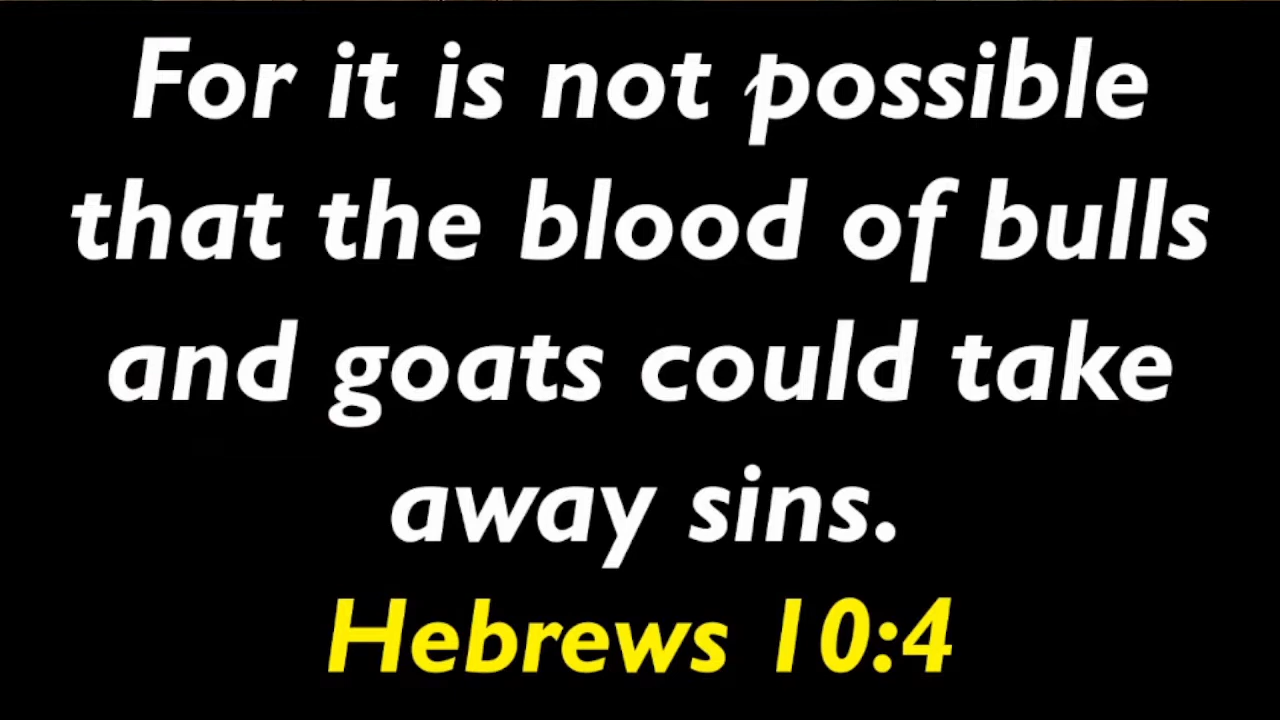 For it is not possible
that the blood of bulls
and goats could take
away sins.
Hebrews 10:4